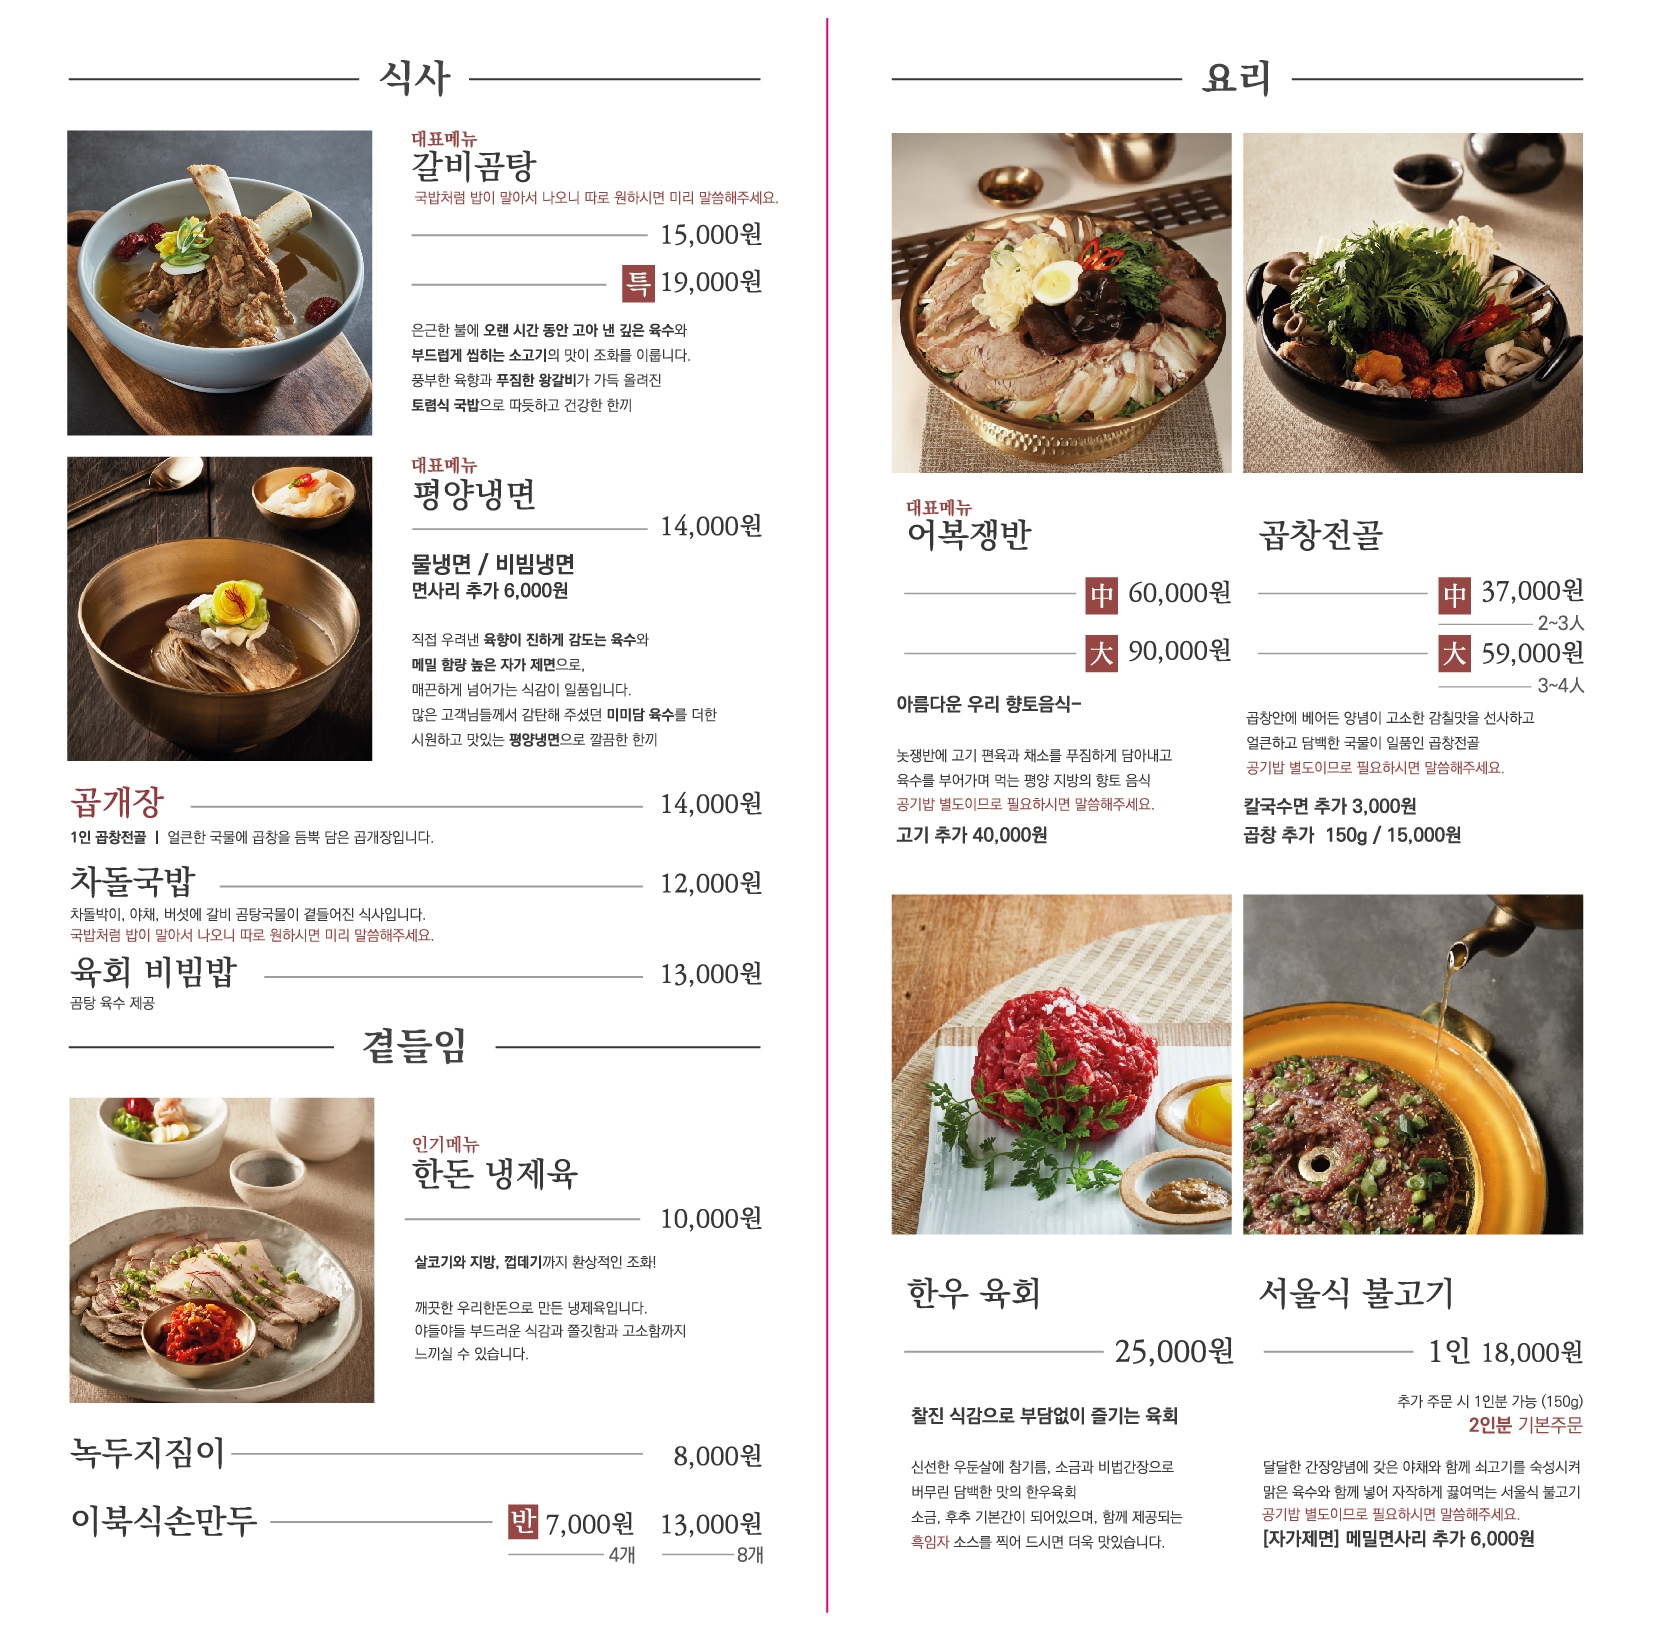 식사
대표메뉴
갈비곰탕
국밥처럼 밥이 말아서 나오니 따로 원하시면 미리 말씀해주세요.
15,000원
특 19,000원
은근한 불에 오랜 시간 동안 고아 낸 깊은 육수와
부드럽게 씹히는 소고기의 맛이 조화를 이룹니다.
풍부한 육향과 푸짐한 왕갈비가 가득 올려진
토렴식 국밥으로 따듯하고 건강한 한끼
대표메뉴
평양냉면
14,000원
물냉면 / 비빔냉면
면사리 추가 6,000원
직접 우려낸 육향이 진하게 감도는 육수와
메밀 함량 높은 자가 제면으로,
매끈하게 넘어가는 식감이 일품입니다.
많은 고객님들께서 감탄해 주셨던 미미담 육수를 더한
시원하고 맛있는 평양냉면으로 깔끔한 한끼
곱개장 14,000원
1인 곱창전골 | 얼큰한 국물에 곱창을 듬뿍 담은 곱개장입니다.
차돌국밥 12,000원
차돌박이, 야채, 버섯에 갈비 곰탕국물이 곁들어진 식사입니다.
국밥처럼 밥이 말아서 나오니 따로 원하시면 미리 말씀해주세요.
육회 비빔밥 13,000원
곰탕 육수 제공
곁들임
인기메뉴
한돈 냉제육
10,000원
살코기와 지방, 껍데기까지 환상적인 조화!
깨끗한 우리한돈으로 만든 냉제육입니다.
야들야들 부드러운 식감과 쫄깃함과 고소함까지
느끼실 수 있습니다.
녹두지짐이 8,000원
이북식손만두 반 7,000원 13,000원
4개 8개
요리
대표메뉴
어복쟁반
中 60,000원
大 90,000원
아름다운 우리 향토음식-
놋쟁반에 고기 편육과 채소를 푸짐하게 담아내고
육수를 부어가며 먹는 평양 지방의 향토 음식
공기밥 별도이므로 필요하시면 말씀해주세요.
고기 추가 40,000원
곱창전골
中 37,000원
2~3人
大 59,000원
3~4人
곱창안에 베어든 양념이 고소한 감칠맛을 선사하고
얼큰하고 담백한 국물이 일품인 곱창전골
공기밥 별도이므로 필요하시면 말씀해주세요.
칼국수면 추가 3,000원
곱창 추가 150g / 15,000원
한우 육회
25,000원
찰진 식감으로 부담없이 즐기는 육회
신선한 우둔살에 참기름, 소금과 비법간장으로
버무린 담백한 맛의 한우육회
소금, 후추 기본간이 되어있으며, 함께 제공되는
흑임자 소스를 찍어 드시면 더욱 맛있습니다.
서울식 불고기
1인 18,000원
추가 주문 시 1인분 가능 (150g)
2인분 기본주문
달달한 간장양념에 갖은 야채와 함께 쇠고기를 숙성시켜
맑은 육수와 함께 넣어 자작하게 끓여먹는 서울식 불고기
공기밥 별도이므로 필요하시면 말씀해주세요.
[자가제면] 메밀면사리 추가 6,000원